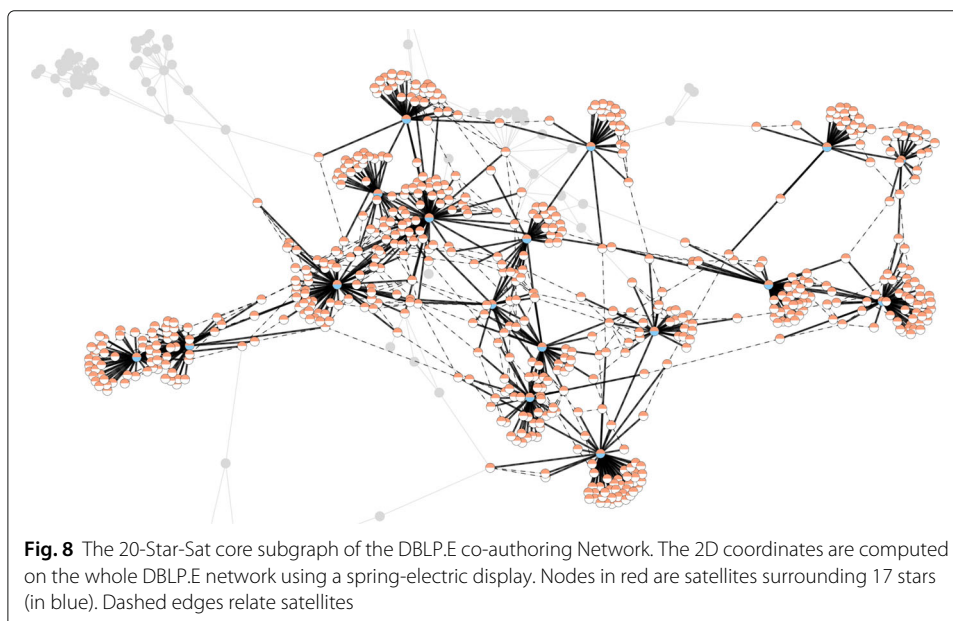 Fig. 8 The 20-Star-Sat core subgraph of the DBLP.E co-authoring Network. The 2D coordinates are computed
on the whole DBLP.E network using a spring-electric display. Nodes in red are satellites surrounding 17 stars
(in blue). Dashed edges relate satellites